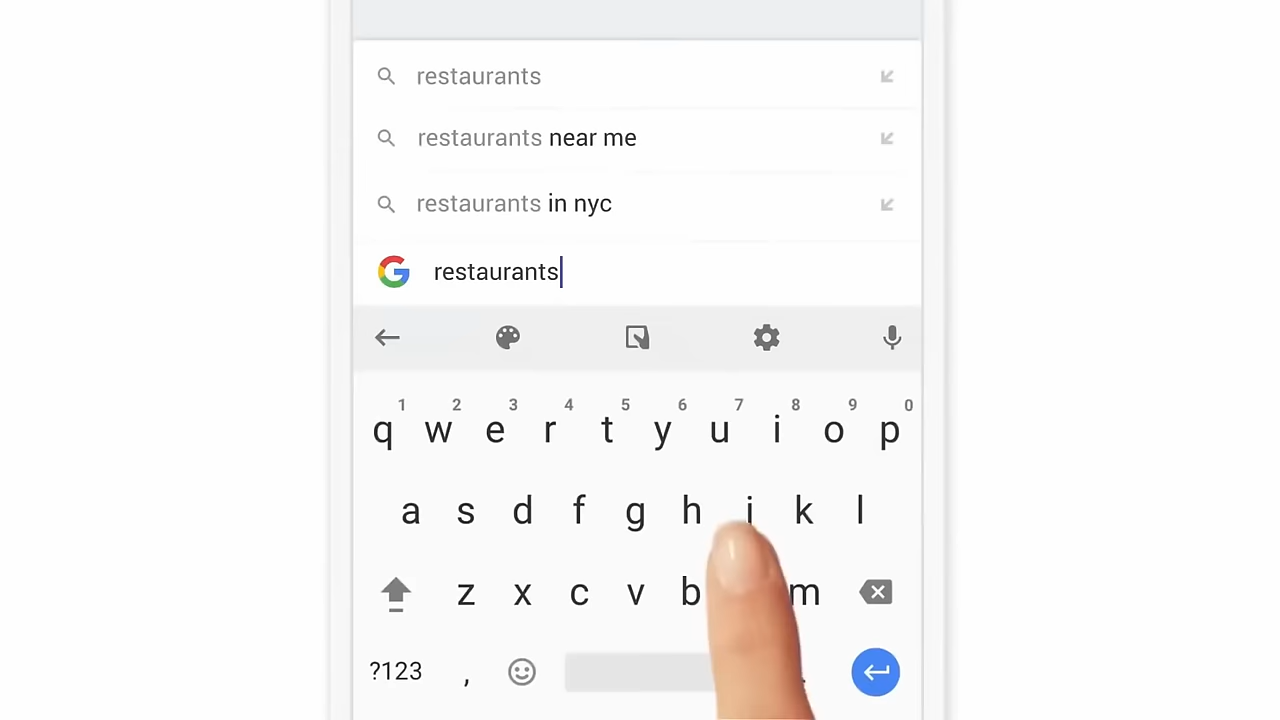 restaurants
restaurants near me
restaurants in nyc
G restaurants
1 2 3 4 5 6 7 8 9 0
q w e r t y u i o p
a s d f g h j k l
z x c v b m
?123 , .